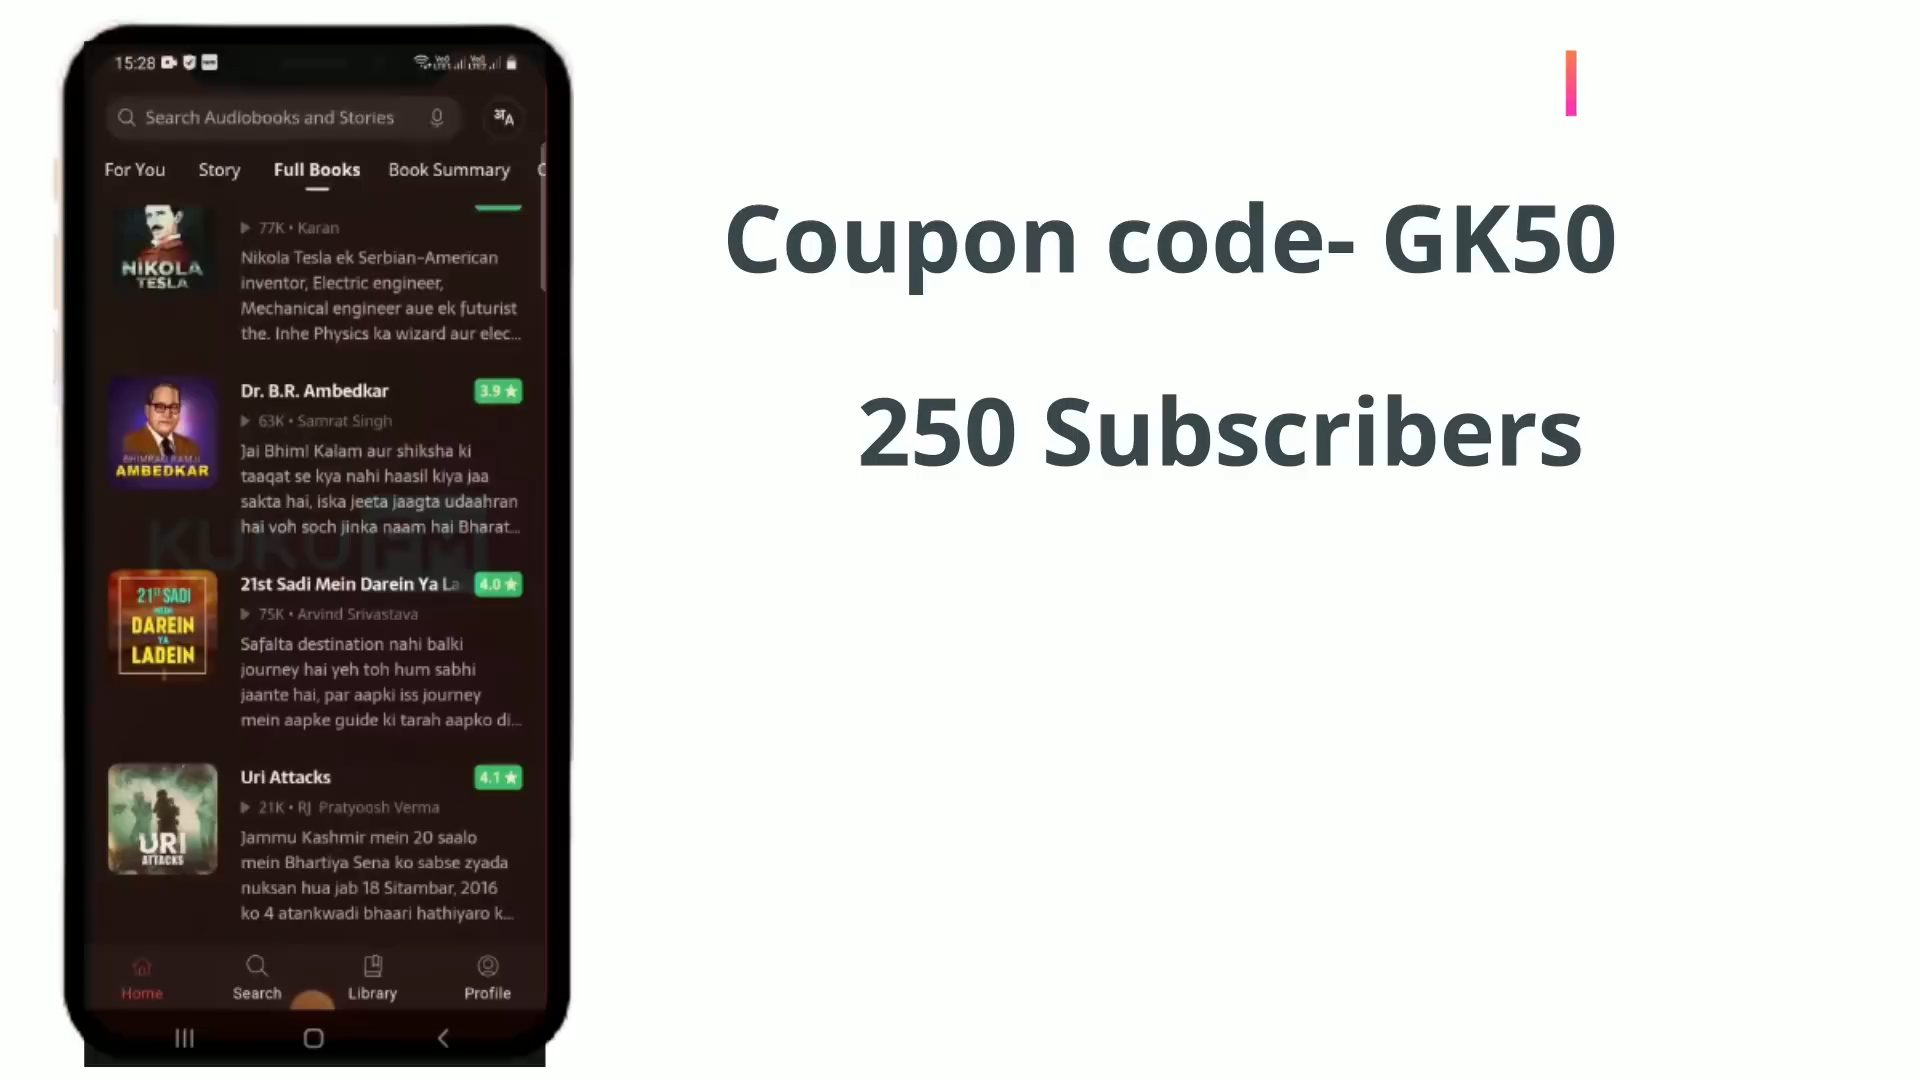 15:28
Search Audiobooks and Stories
अA
For You Story Full Books Book Summary
NIKOLA
TESLA
77K • Karan
Nikola Tesla ek Serbian-American
inventor, Electric engineer,
Mechanical engineer aue ek futurist
the. Inhe Physics ka wizard aur elec...
BHIMRAO RAMJI
AMBEDKAR
Dr. B.R. Ambedkar
3.9 ★
63K • Samrat Singh
Jai Bhim! Kalam aur shiksha ki
taaqat se kya nahi haasil kiya jaa
sakta hai, iska jeeta jaagta udaahran
hai voh soch jinka naam hai Bharat...
KUKU FM
21ST SADI
MEIN
DAREIN
YA
LADEIN
21st Sadi Mein Darein Ya La
4.0 ★
75K • Arvind Srivastava
Safalta destination nahi balki
journey hai yeh toh hum sabhi
jaante hai, par aapki iss journey
mein aapke guide ki tarah aapko di...
URI
ATTACKS
Uri Attacks
4.1 ★
21K • RJ Pratyoosh Verma
Jammu Kashmir mein 20 saalo
mein Bhartiya Sena ko sabse zyada
nuksan hua jab 18 Sitambar, 2016
ko 4 atankwadi bhaari hathiyaro k...
Home Search Library Profile
Coupon code- GK50
250 Subscribers